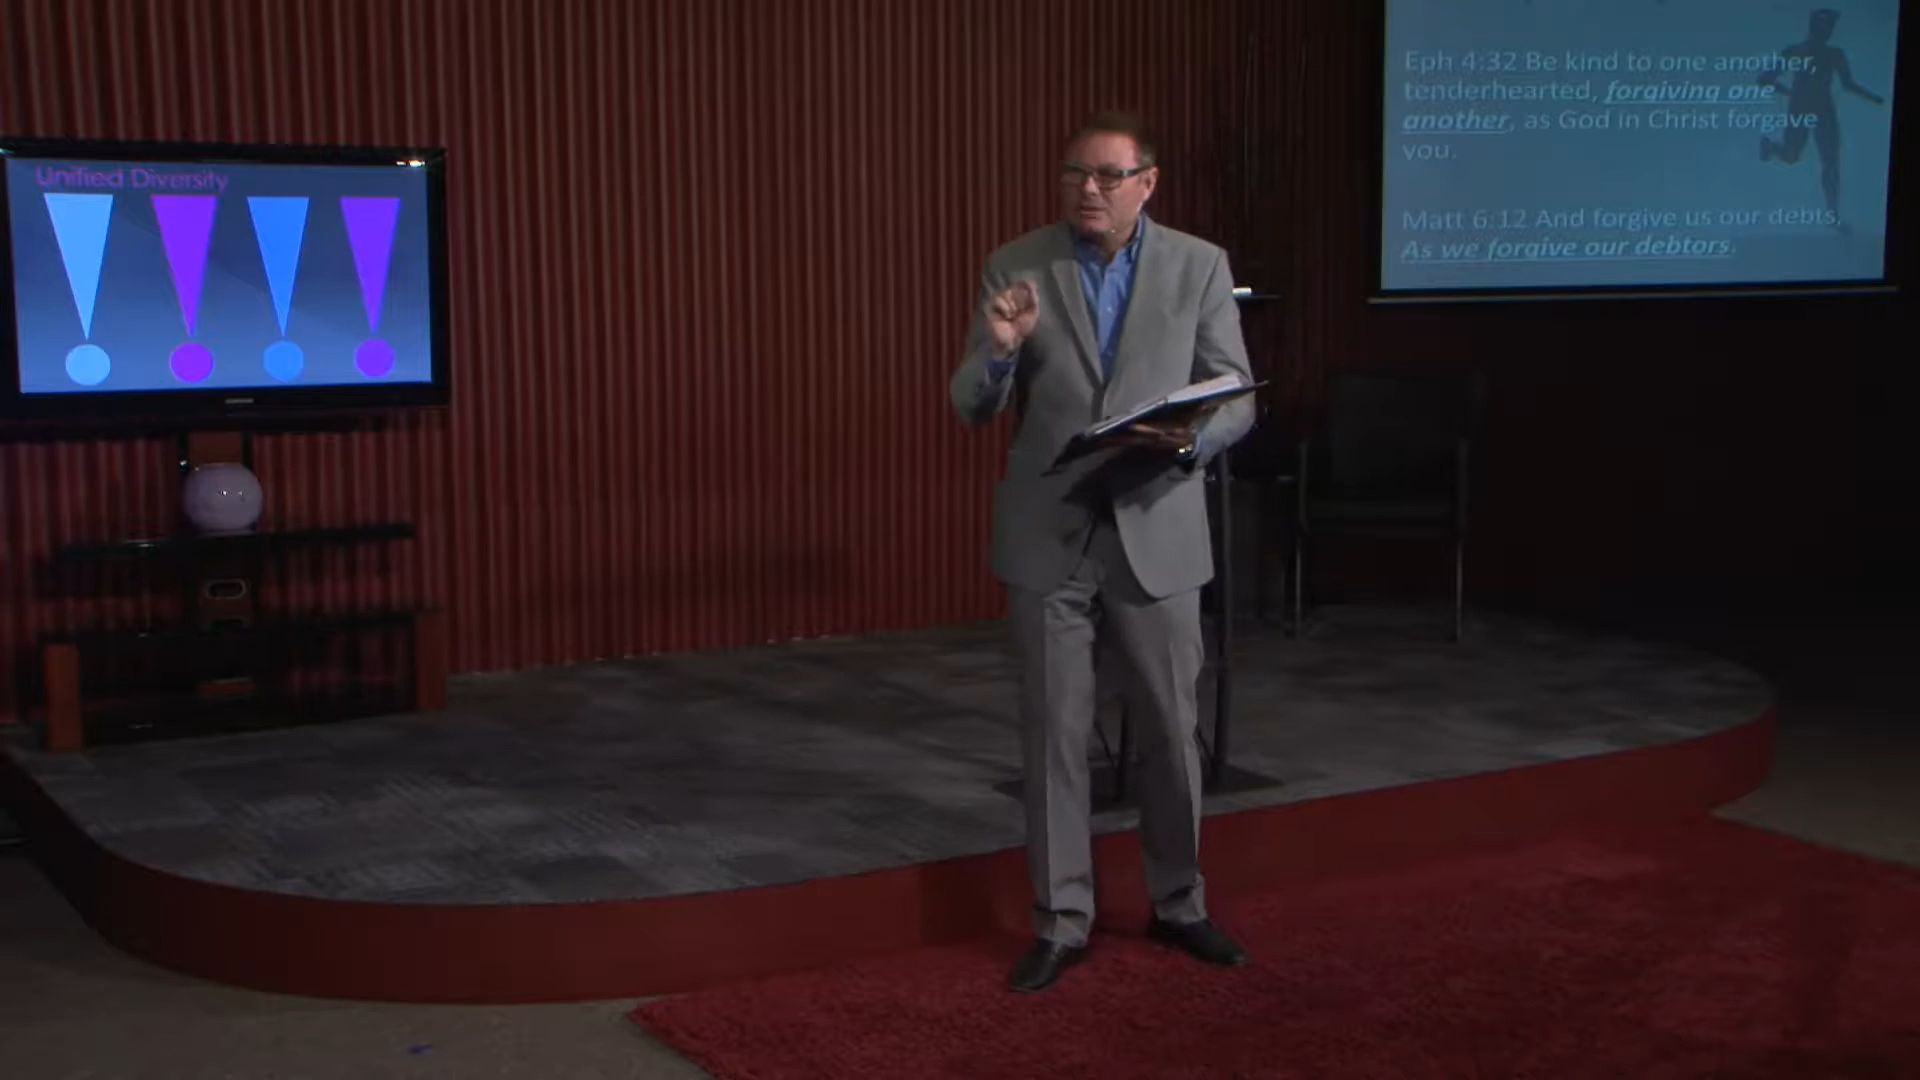 Unified Diversity
Eph 4:32 Be kind to one another,
tenderhearted, forgiving one
another, as God in Christ forgave
you.
Matt 6:12 And forgive us our debts,
As we forgive our debtors.